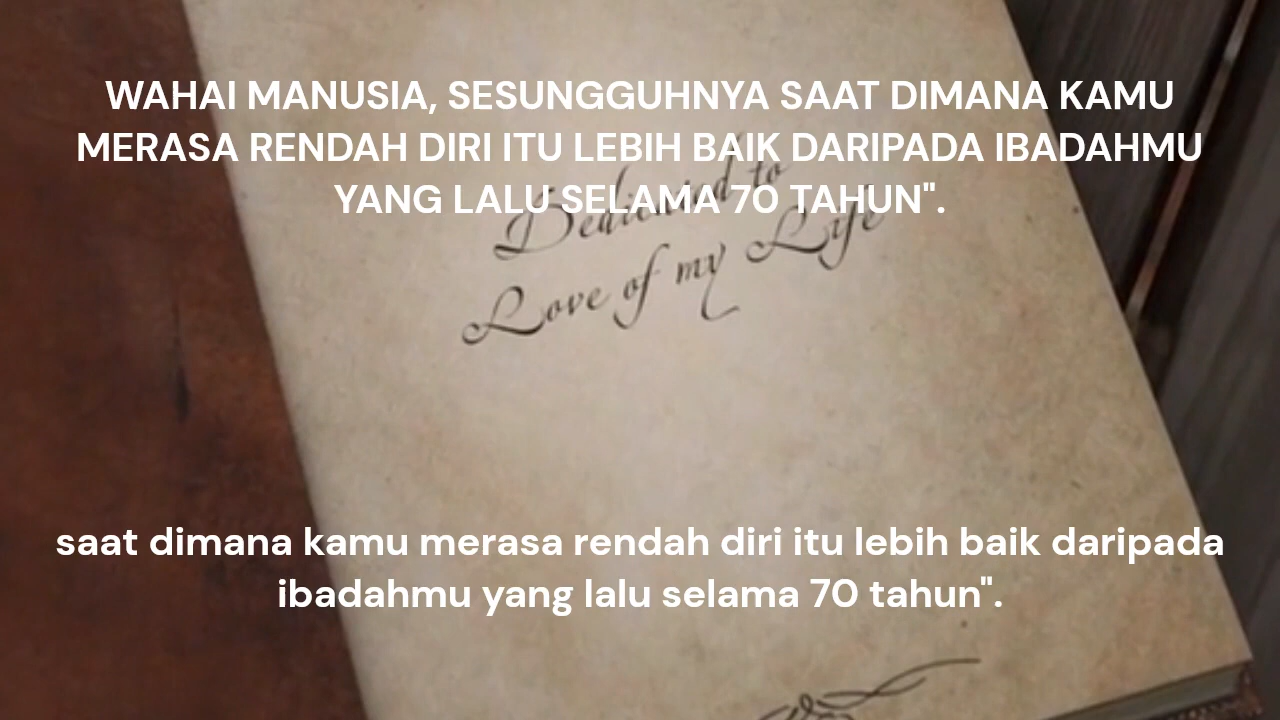 WAHAI MANUSIA, SESUNGGUHNYA SAAT DIMANA KAMU
MERASA RENDAH DIRI ITU LEBIH BAIK DARIPADA IBADAHMU
YANG LALU SELAMA 70 TAHUN".
Dedicated to
Love of my Life
saat dimana kamu merasa rendah diri itu lebih baik daripada
ibadahmu yang lalu selama 70 tahun".